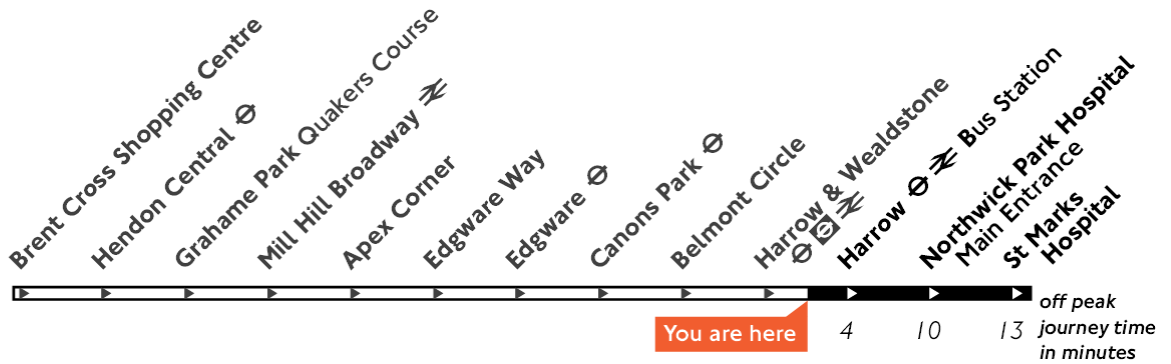 Brent Cross Shopping Centre
Hendon Central
Grahame Park Quakers Course
Mill Hill Broadway
Apex Corner
Edgware Way
Edgware
Canons Park
Belmont Circle
Harrow & Wealdstone
Harrow Bus Station
Northwick Park Hospital
Main Entrance
St Marks
Hospital
You are here
4 10 13
off peak
journey time
in minutes